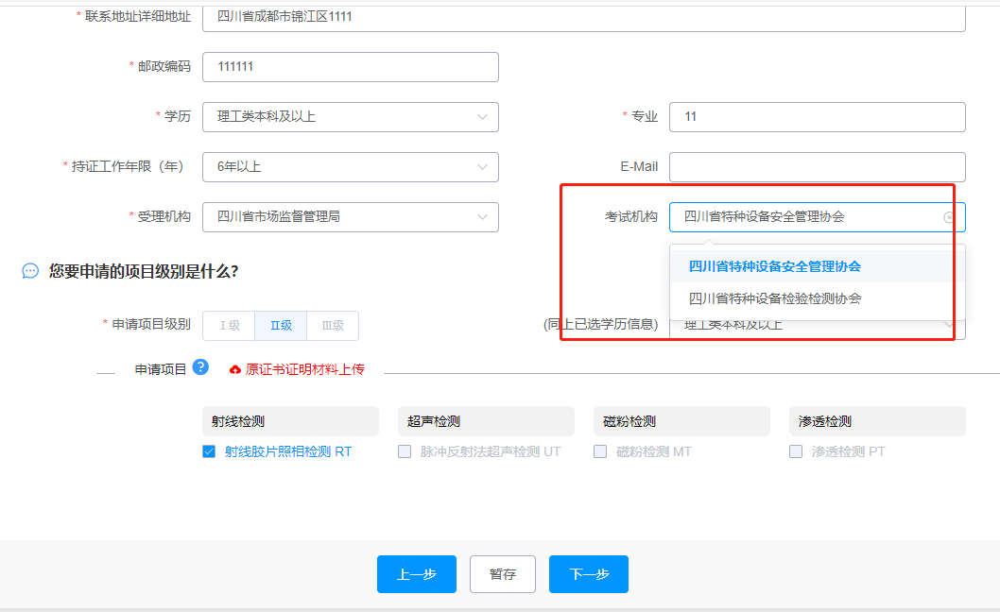 * 联系地址详细地址 四川省成都市锦江区1111
* 邮政编码 111111
* 学历 理工类本科及以上 * 专业 11
* 持证工作年限（年） 6年以上 E-Mail
* 受理机构 四川省市场监督管理局 考试机构 四川省特种设备安全管理协会
四川省特种设备安全管理协会
四川省特种设备检验检测协会
您要申请的项目级别是什么?
* 申请项目级别 Ⅰ级 Ⅱ级 Ⅲ级 (同上已选学历信息) 理工类本科及以上
申请项目 ? 原证书证明材料上传
射线检测 超声检测 磁粉检测 渗透检测
射线胶片照相检测 RT 脉冲反射法超声检测 UT 磁粉检测 MT 渗透检测 PT
上一步 暂存 下一步